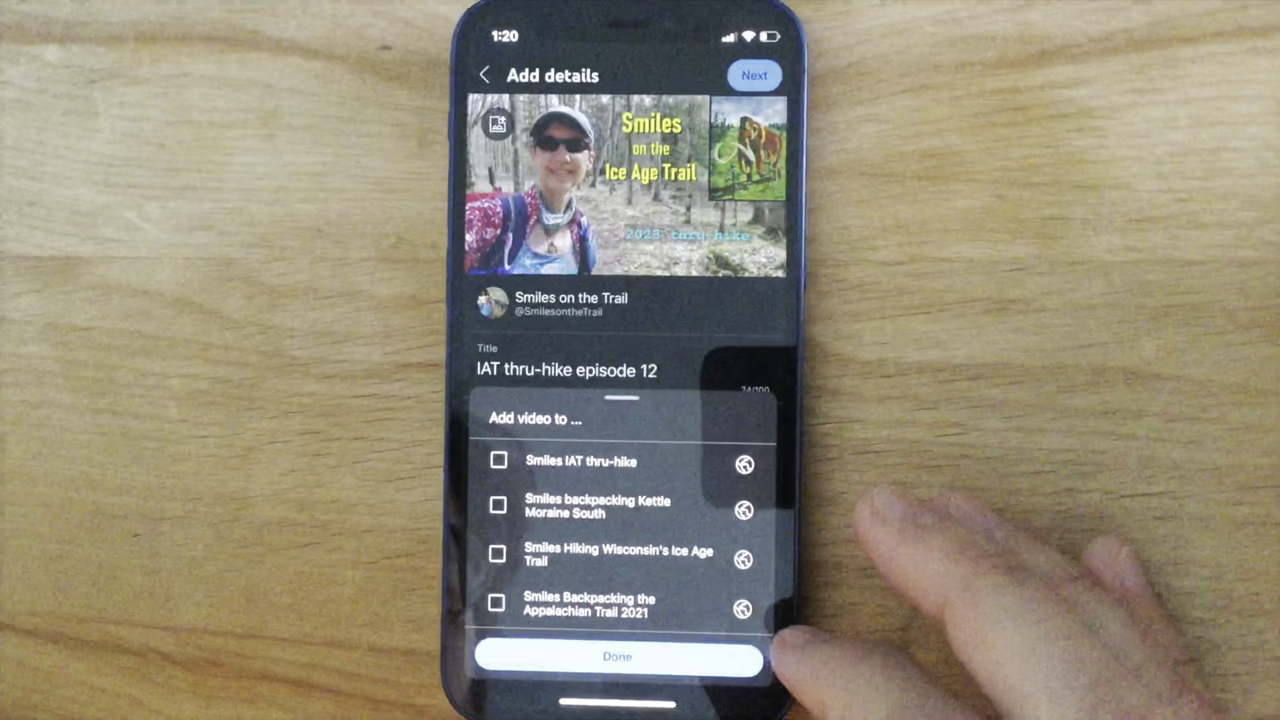 1:20
Add details
Next
Smiles
on the
Ice Age Trail
2023 thru-hike
Smiles on the Trail
@SmilesontheTrail
Title
IAT thru-hike episode 12
24/100
Add video to ...
Smiles IAT thru-hike
Smiles backpacking Kettle
Moraine South
Smiles Hiking Wisconsin's Ice Age
Trail
Smiles Backpacking the
Appalachian Trail 2021
Done